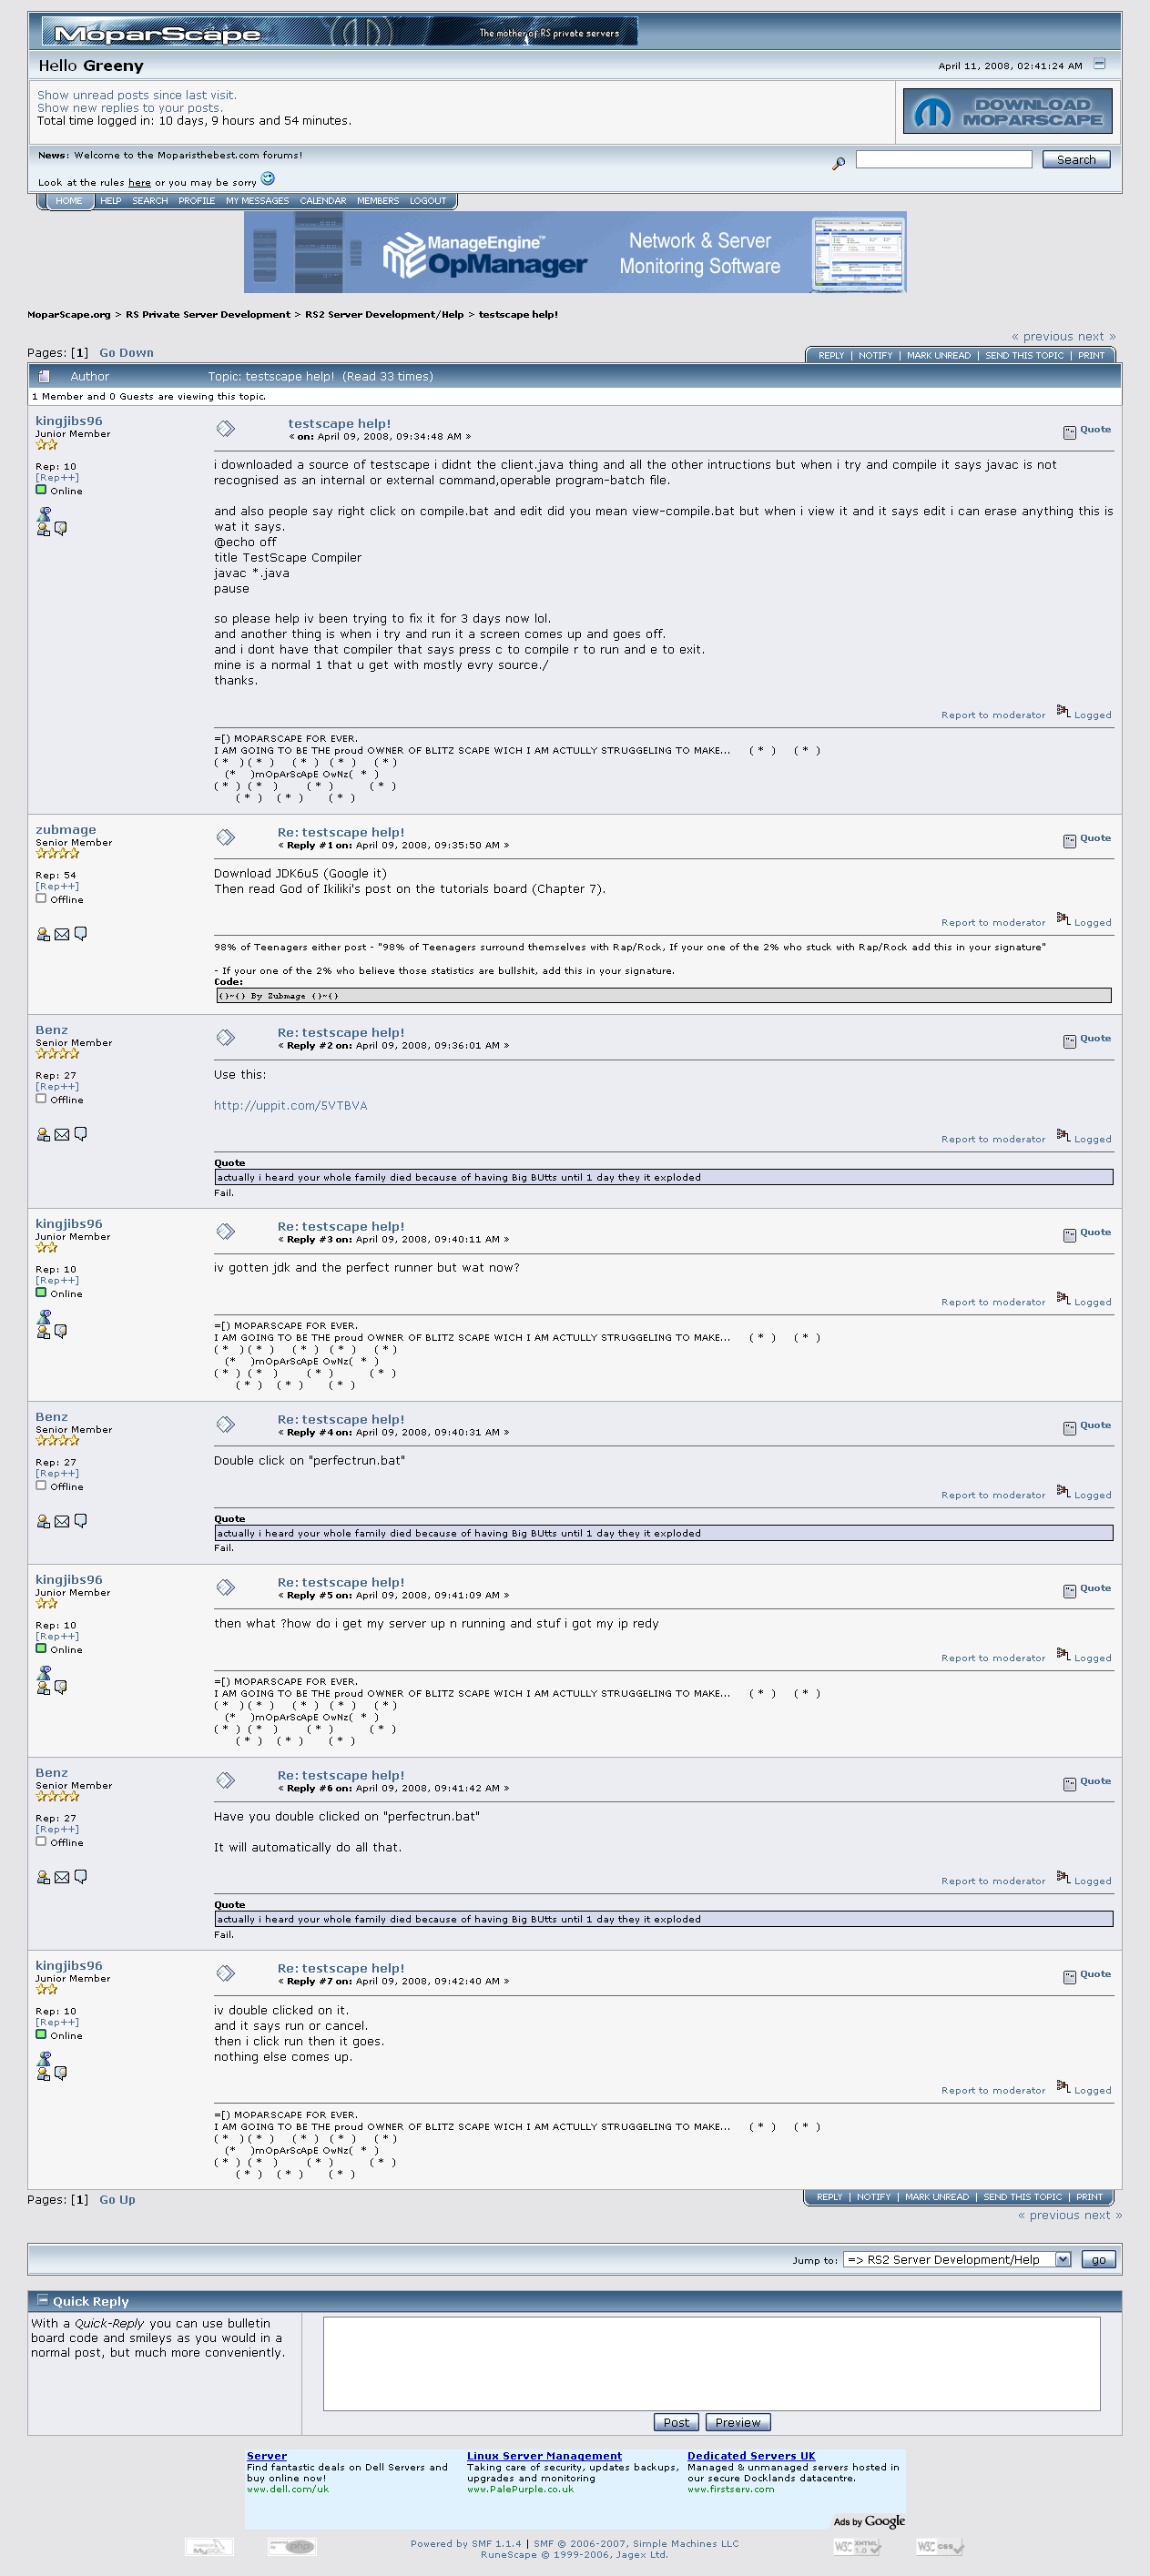 MoparScape
The mother of RS private servers
Hello Greeny
April 11, 2008, 02:41:24 AM
Show unread posts since last visit.
Show new replies to your posts.
Total time logged in: 10 days, 9 hours and 54 minutes.
DOWNLOAD MOPARSCAPE
News: Welcome to the Moparisthebest.com forums!
Search
Look at the rules here or you may be sorry
HOME HELP SEARCH PROFILE MY MESSAGES CALENDAR MEMBERS LOGOUT
ManageEngine™ OpManager
Network & Server Monitoring Software
MoparScape.org > RS Private Server Development > RS2 Server Development/Help > testscape help!
« previous next »
Pages: [1] Go Down
REPLY | NOTIFY | MARK UNREAD | SEND THIS TOPIC | PRINT
Author Topic: testscape help! (Read 33 times)
1 Member and 0 Guests are viewing this topic.
kingjibs96
Junior Member
Rep: 10
[Rep++]
Online
testscape help!
« on: April 09, 2008, 09:34:48 AM »
Quote
i downloaded a source of testscape i didnt the client.java thing and all the other intructions but when i try and compile it says javac is not
recognised as an internal or external command,operable program-batch file.
and also people say right click on compile.bat and edit did you mean view-compile.bat but when i view it and it says edit i can erase anything this is
wat it says.
@echo off
title TestScape Compiler
javac *.java
pause
so please help iv been trying to fix it for 3 days now lol.
and another thing is when i try and run it a screen comes up and goes off.
and i dont have that compiler that says press c to compile r to run and e to exit.
mine is a normal 1 that u get with mostly evry source./
thanks.
Report to moderator Logged
=[) MOPARSCAPE FOR EVER.
I AM GOING TO BE THE proud OWNER OF BLITZ SCAPE WICH I AM ACTULLY STRUGGELING TO MAKE... ( * ) ( * )
( * ) ( * ) ( * ) ( * ) ( * )
(* )mOpArScApE OwNz( * )
( * ) ( * ) ( * ) ( * )
( * ) ( * ) ( * )
zubmage
Senior Member
Rep: 54
[Rep++]
Offline
Re: testscape help!
« Reply #1 on: April 09, 2008, 09:35:50 AM »
Quote
Download JDK6u5 (Google it)
Then read God of Ikiliki's post on the tutorials board (Chapter 7).
Report to moderator Logged
98% of Teenagers either post - "98% of Teenagers surround themselves with Rap/Rock, If your one of the 2% who stuck with Rap/Rock add this in your signature"
- If your one of the 2% who believe those statistics are bullshit, add this in your signature.
Code:
{}~{} By Zubmage {}~{}
Benz
Senior Member
Rep: 27
[Rep++]
Offline
Re: testscape help!
« Reply #2 on: April 09, 2008, 09:36:01 AM »
Quote
Use this:
http://uppit.com/5VTBVA
Report to moderator Logged
Quote
actually i heard your whole family died because of having Big BUtts until 1 day they it exploded
Fail.
kingjibs96
Junior Member
Rep: 10
[Rep++]
Online
Re: testscape help!
« Reply #3 on: April 09, 2008, 09:40:11 AM »
Quote
iv gotten jdk and the perfect runner but wat now?
Report to moderator Logged
=[) MOPARSCAPE FOR EVER.
I AM GOING TO BE THE proud OWNER OF BLITZ SCAPE WICH I AM ACTULLY STRUGGELING TO MAKE... ( * ) ( * )
( * ) ( * ) ( * ) ( * ) ( * )
(* )mOpArScApE OwNz( * )
( * ) ( * ) ( * ) ( * )
( * ) ( * ) ( * )
Benz
Senior Member
Rep: 27
[Rep++]
Offline
Re: testscape help!
« Reply #4 on: April 09, 2008, 09:40:31 AM »
Quote
Double click on "perfectrun.bat"
Report to moderator Logged
Quote
actually i heard your whole family died because of having Big BUtts until 1 day they it exploded
Fail.
kingjibs96
Junior Member
Rep: 10
[Rep++]
Online
Re: testscape help!
« Reply #5 on: April 09, 2008, 09:41:09 AM »
Quote
then what ?how do i get my server up n running and stuf i got my ip redy
Report to moderator Logged
=[) MOPARSCAPE FOR EVER.
I AM GOING TO BE THE proud OWNER OF BLITZ SCAPE WICH I AM ACTULLY STRUGGELING TO MAKE... ( * ) ( * )
( * ) ( * ) ( * ) ( * ) ( * )
(* )mOpArScApE OwNz( * )
( * ) ( * ) ( * ) ( * )
( * ) ( * ) ( * )
Benz
Senior Member
Rep: 27
[Rep++]
Offline
Re: testscape help!
« Reply #6 on: April 09, 2008, 09:41:42 AM »
Quote
Have you double clicked on "perfectrun.bat"
It will automatically do all that.
Report to moderator Logged
Quote
actually i heard your whole family died because of having Big BUtts until 1 day they it exploded
Fail.
kingjibs96
Junior Member
Rep: 10
[Rep++]
Online
Re: testscape help!
« Reply #7 on: April 09, 2008, 09:42:40 AM »
Quote
iv double clicked on it.
and it says run or cancel.
then i click run then it goes.
nothing else comes up.
Report to moderator Logged
=[) MOPARSCAPE FOR EVER.
I AM GOING TO BE THE proud OWNER OF BLITZ SCAPE WICH I AM ACTULLY STRUGGELING TO MAKE... ( * ) ( * )
( * ) ( * ) ( * ) ( * ) ( * )
(* )mOpArScApE OwNz( * )
( * ) ( * ) ( * ) ( * )
( * ) ( * ) ( * )
Pages: [1] Go Up
REPLY | NOTIFY | MARK UNREAD | SEND THIS TOPIC | PRINT
« previous next »
Jump to: => RS2 Server Development/Help go
Quick Reply
With a Quick-Reply you can use bulletin
board code and smileys as you would in a
normal post, but much more conveniently.
Post Preview
Server
Find fantastic deals on Dell Servers and
buy online now!
www.dell.com/uk
Linux Server Management
Taking care of security, updates backups,
upgrades and monitoring
www.PalePurple.co.uk
Dedicated Servers UK
Managed & unmanaged servers hosted in
our secure Docklands datacentre.
www.firstserv.com
Ads by Google
MySQL
php
Powered by SMF 1.1.4 | SMF © 2006-2007, Simple Machines LLC
RuneScape © 1999-2006, Jagex Ltd.
W3C XHTML 1.0
W3C css